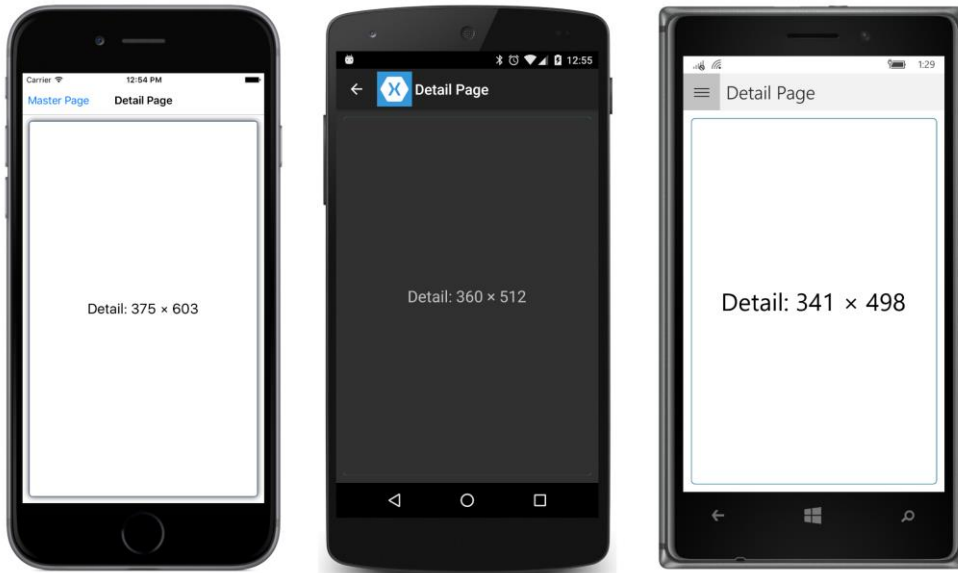 Carrier 12:54 PM
Master Page Detail Page
Detail: 375 × 603
12:55
Detail Page
Detail: 360 × 512
1:29
Detail Page
Detail: 341 × 498